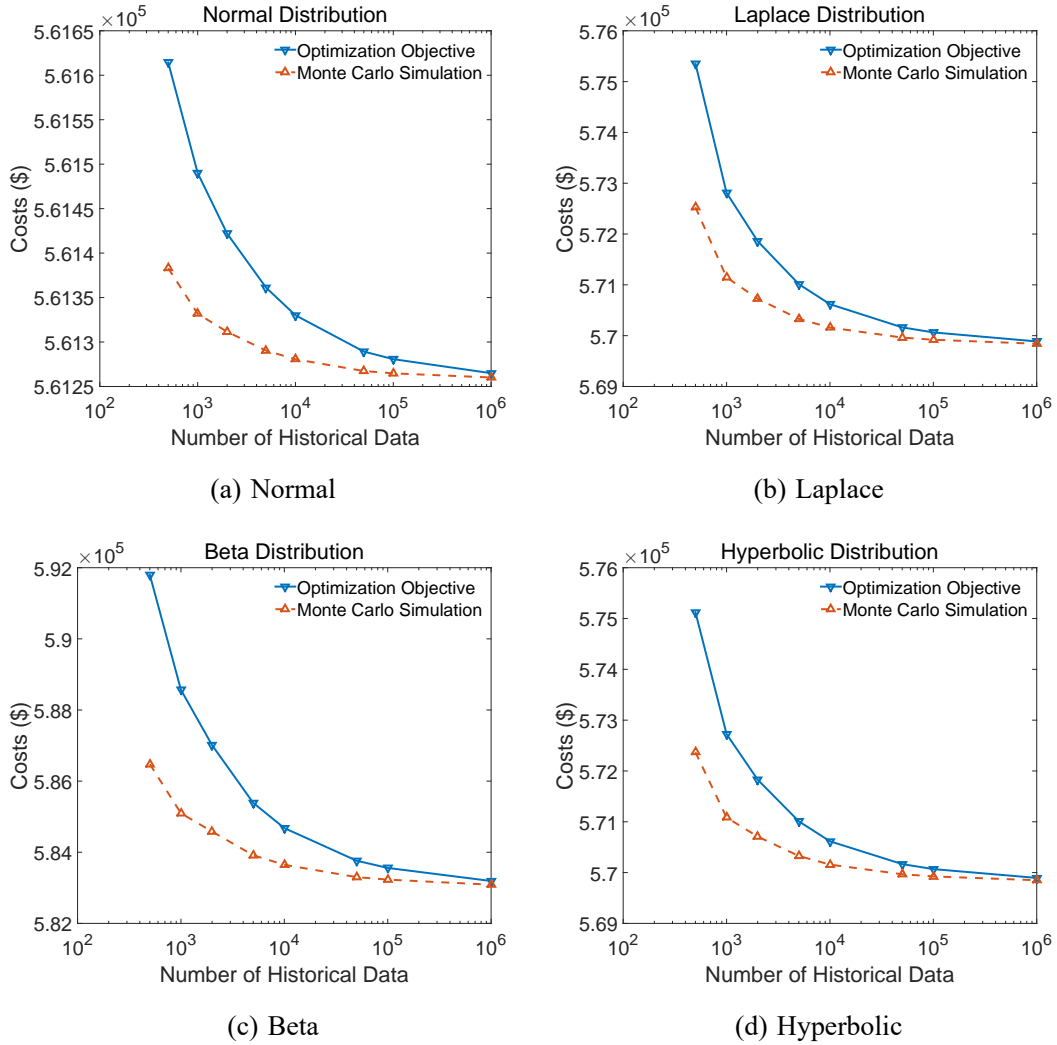 Normal Distribution
×10^5
5.6165
5.616
5.6155
5.615
5.6145
5.614
5.6135
5.613
5.6125
Costs ($)
Optimization Objective
Monte Carlo Simulation
10^2 10^3 10^4 10^5 10^6
Number of Historical Data
(a) Normal
Laplace Distribution
×10^5
5.76
5.75
5.74
5.73
5.72
5.71
5.7
5.69
Costs ($)
Optimization Objective
Monte Carlo Simulation
10^2 10^3 10^4 10^5 10^6
Number of Historical Data
(b) Laplace
Beta Distribution
×10^5
5.92
5.9
5.88
5.86
5.84
5.82
Costs ($)
Optimization Objective
Monte Carlo Simulation
10^2 10^3 10^4 10^5 10^6
Number of Historical Data
(c) Beta
Hyperbolic Distribution
×10^5
5.76
5.75
5.74
5.73
5.72
5.71
5.7
5.69
Costs ($)
Optimization Objective
Monte Carlo Simulation
10^2 10^3 10^4 10^5 10^6
Number of Historical Data
(d) Hyperbolic